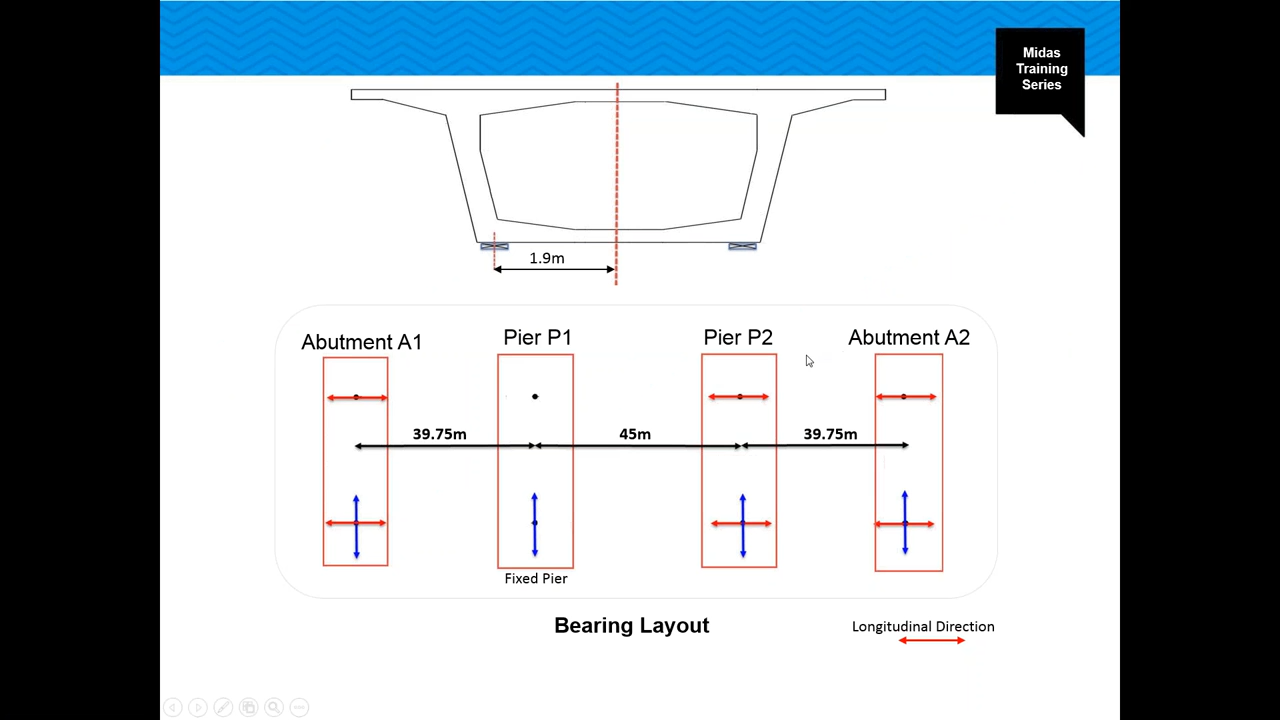 Midas
Training
Series
1.9m
Abutment A1
Pier P1
Pier P2
Abutment A2
39.75m
45m
39.75m
Fixed Pier
Bearing Layout
Longitudinal Direction